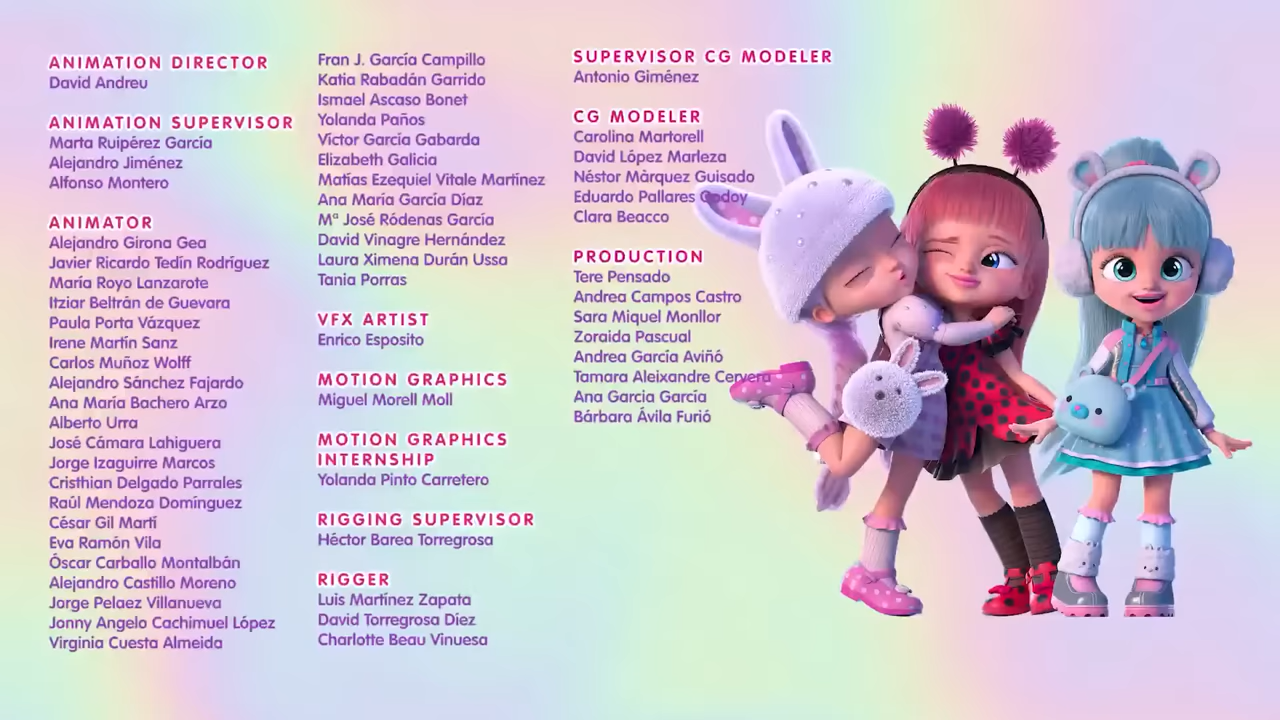 ANIMATION DIRECTOR
David Andreu
ANIMATION SUPERVISOR
Marta Ruipérez García
Alejandro Jiménez
Alfonso Montero
ANIMATOR
Alejandro Girona Gea
Javier Ricardo Tedín Rodríguez
María Royo Lanzarote
Itziar Beltrán de Guevara
Paula Porta Vázquez
Irene Martín Sanz
Carlos Muñoz Wolff
Alejandro Sánchez Fajardo
Ana María Bachero Arzo
Alberto Urra
José Cámara Lahiguera
Jorge Izaguirre Marcos
Cristhian Delgado Parrales
Raúl Mendoza Domínguez
César Gil Martí
Eva Ramón Vila
Óscar Carballo Montalbán
Alejandro Castillo Moreno
Jorge Pelaez Villanueva
Jonny Angelo Cachimuel López
Virginia Cuesta Almeida
Fran J. García Campillo
Katia Rabadán Garrido
Ismael Ascaso Bonet
Yolanda Paños
Víctor García Gabarda
Elizabeth Galicia
Matías Ezequiel Vitale Martínez
Ana María García Díaz
Mª José Ródenas García
David Vinagre Hernández
Laura Ximena Durán Ussa
Tania Porras
VFX ARTIST
Enrico Esposito
MOTION GRAPHICS
Miguel Morell Moll
MOTION GRAPHICS
INTERNSHIP
Yolanda Pinto Carretero
RIGGING SUPERVISOR
Héctor Barea Torregrosa
RIGGER
Luis Martínez Zapata
David Torregrosa Díez
Charlotte Beau Vinuesa
SUPERVISOR CG MODELER
Antonio Giménez
CG MODELER
Carolina Martorell
David López Marleza
Néstor Màrquez Guisado
Eduardo Pallares Godoy
Clara Beacco
PRODUCTION
Tere Pensado
Andrea Campos Castro
Sara Miquel Monllor
Zoraida Pascual
Andrea García Aviñó
Tamara Aleixandre Cervera
Ana Garcia García
Bárbara Ávila Furió